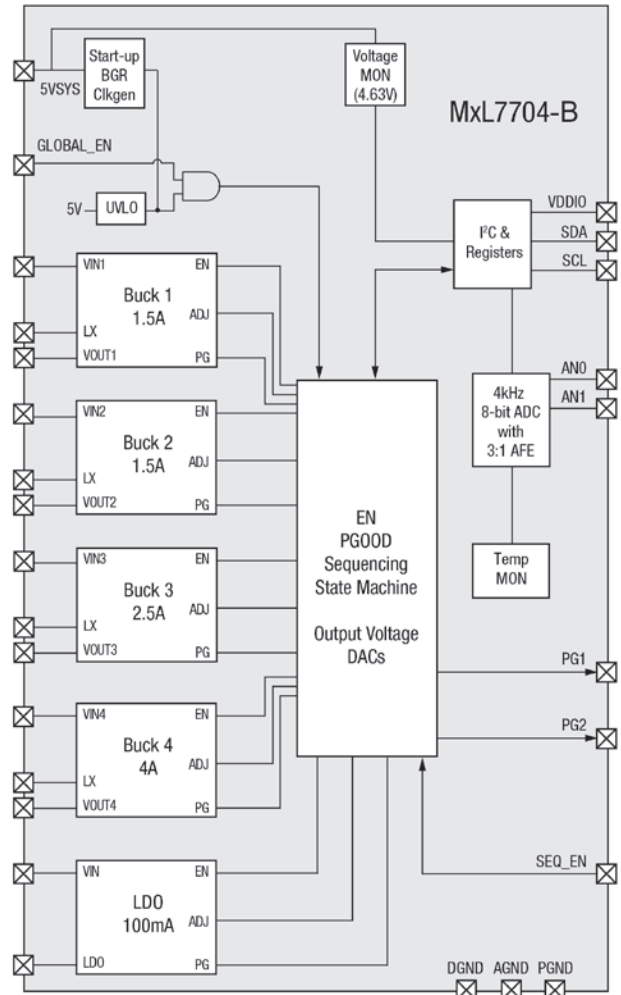 Start-up
BGR
Clkgen
5VSYS
Voltage
MON
(4.63V)
MxL7704-B
GLOBAL_EN
5V
UVLO
VDDIO
SDA
SCL
I²C &
Registers
VIN1
EN
Buck 1
1.5A
ADJ
LX
VOUT1
PG
AN0
AN1
4kHz
8-bit ADC
with
3:1 AFE
VIN2
EN
Buck 2
1.5A
ADJ
LX
VOUT2
PG
EN
PGOOD
Sequencing
State Machine
Output Voltage
DACs
Temp
MON
VIN3
EN
Buck 3
2.5A
ADJ
LX
VOUT3
PG
PG1
PG2
VIN4
EN
Buck 4
4A
ADJ
LX
VOUT4
PG
SEQ_EN
VIN
EN
LDO
100mA
ADJ
LDO
PG
DGND AGND PGND